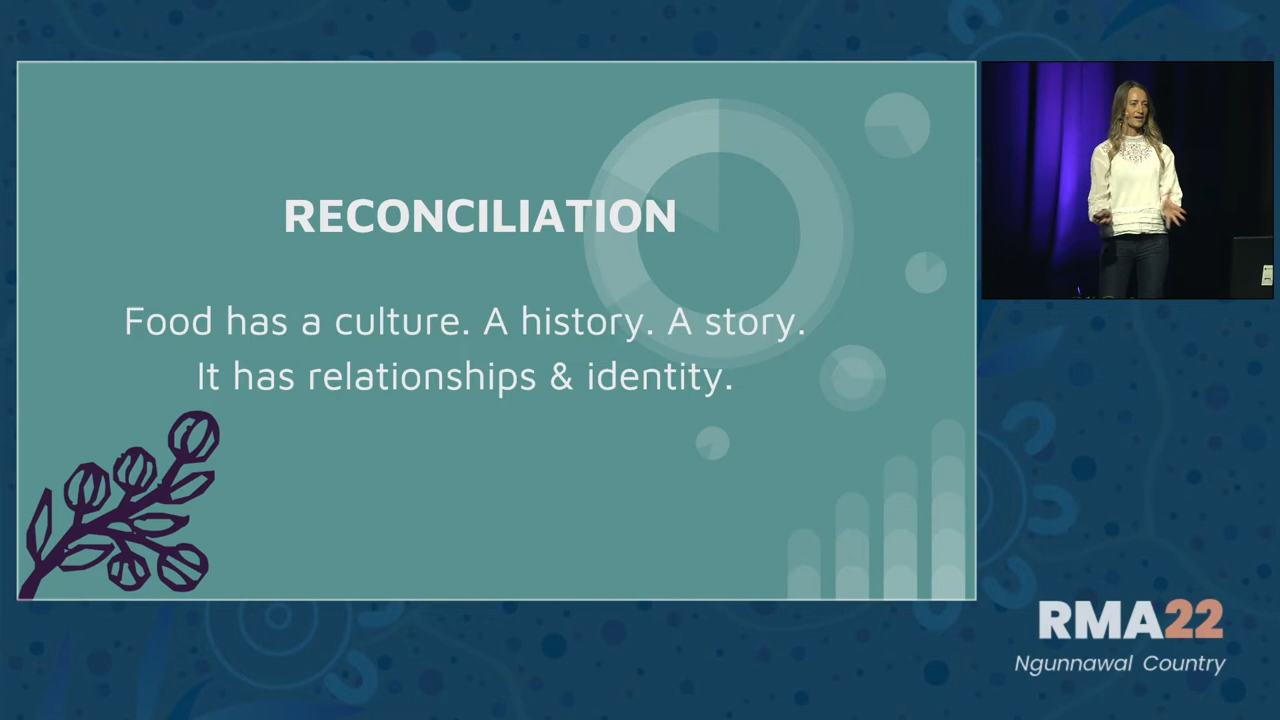 RECONCILIATION
Food has a culture. A history. A story.
It has relationships & identity.
RMA22
Ngunnawal Country